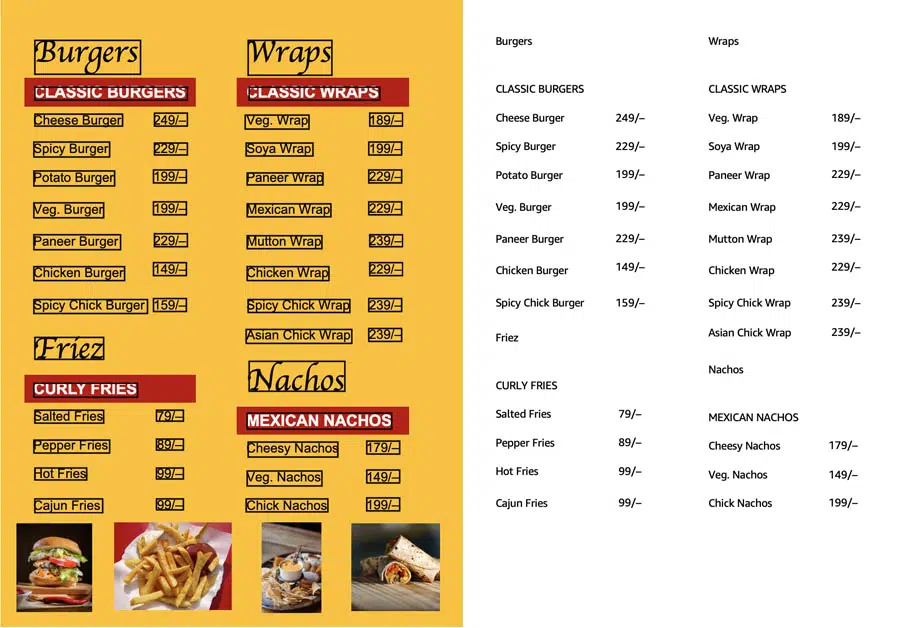 Burgers
CLASSIC BURGERS
Cheese Burger 249/–
Spicy Burger 229/–
Potato Burger 199/–
Veg. Burger 199/–
Paneer Burger 229/–
Chicken Burger 149/–
Spicy Chick Burger 159/–
Friez
CURLY FRIES
Salted Fries 79/–
Pepper Fries 89/–
Hot Fries 99/–
Cajun Fries 99/–
Wraps
CLASSIC WRAPS
Veg. Wrap 189/–
Soya Wrap 199/–
Paneer Wrap 229/–
Mexican Wrap 229/–
Mutton Wrap 239/–
Chicken Wrap 229/–
Spicy Chick Wrap 239/–
Asian Chick Wrap 239/–
Nachos
MEXICAN NACHOS
Cheesy Nachos 179/–
Veg. Nachos 149/–
Chick Nachos 199/–
Burgers
CLASSIC BURGERS
Cheese Burger 249/–
Spicy Burger 229/–
Potato Burger 199/–
Veg. Burger 199/–
Paneer Burger 229/–
Chicken Burger 149/–
Spicy Chick Burger 159/–
Friez
CURLY FRIES
Salted Fries 79/–
Pepper Fries 89/–
Hot Fries 99/–
Cajun Fries 99/–
Wraps
CLASSIC WRAPS
Veg. Wrap 189/–
Soya Wrap 199/–
Paneer Wrap 229/–
Mexican Wrap 229/–
Mutton Wrap 239/–
Chicken Wrap 229/–
Spicy Chick Wrap 239/–
Asian Chick Wrap 239/–
Nachos
MEXICAN NACHOS
Cheesy Nachos 179/–
Veg. Nachos 149/–
Chick Nachos 199/–